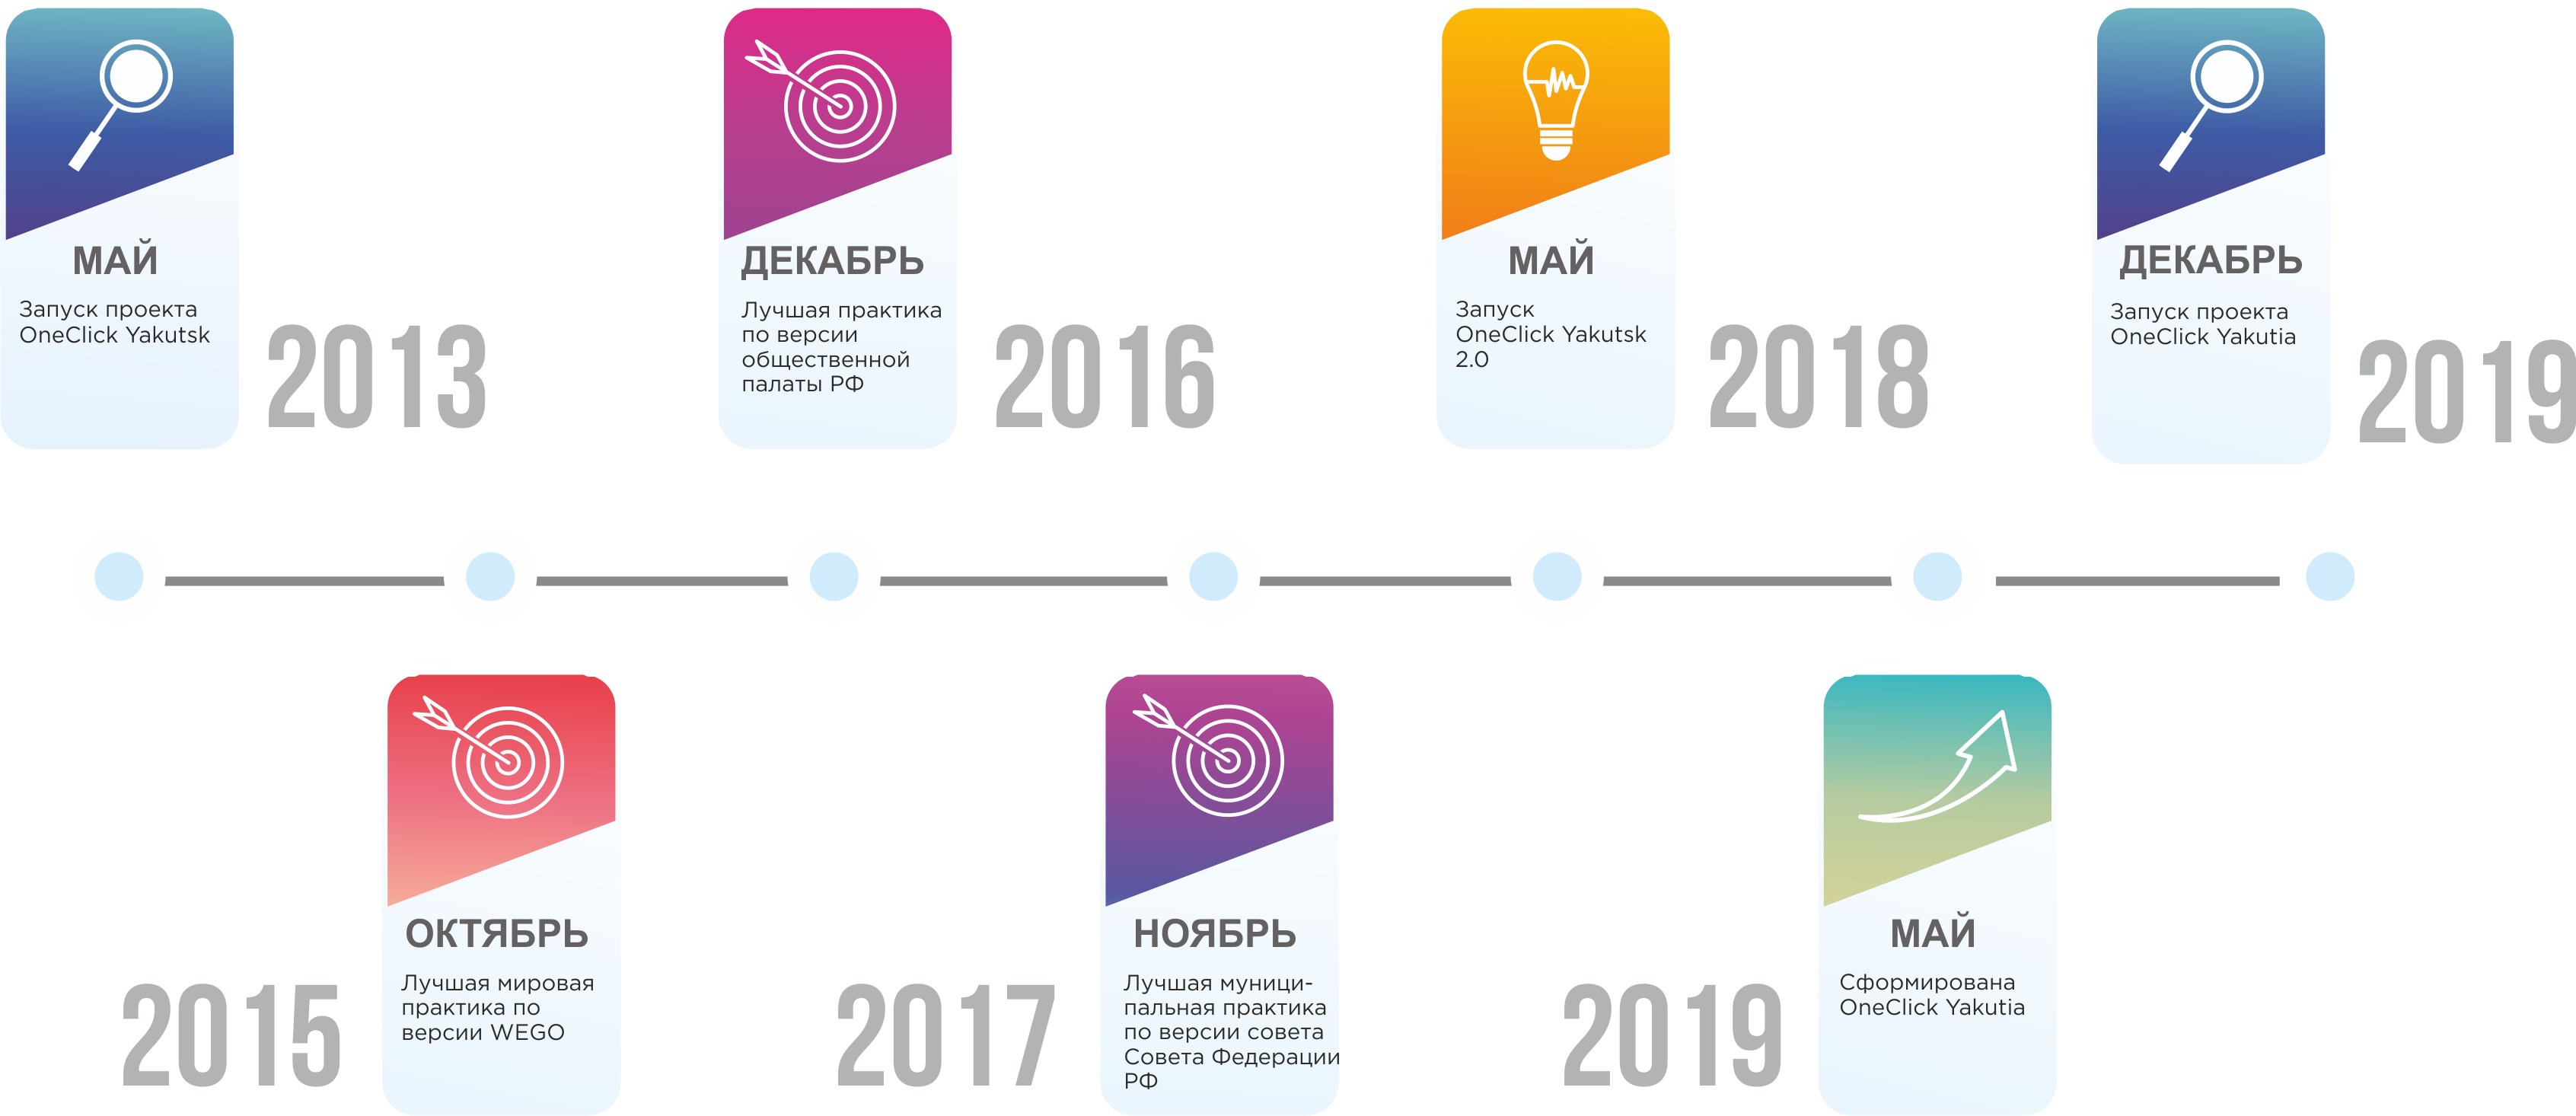 МАЙ
Запуск проекта
OneClick Yakutsk
2013
ДЕКАБРЬ
Лучшая практика
по версии
общественной
палаты РФ
2016
МАЙ
Запуск
OneClick Yakutsk
2.0
2018
ДЕКАБРЬ
Запуск проекта
OneClick Yakutia
2019
2015
ОКТЯБРЬ
Лучшая мировая
практика по
версии WEGO
2017
НОЯБРЬ
Лучшая муници-
пальная практика
по версии совета
Совета Федерации
РФ
2019
МАЙ
Сформирована
OneClick Yakutia